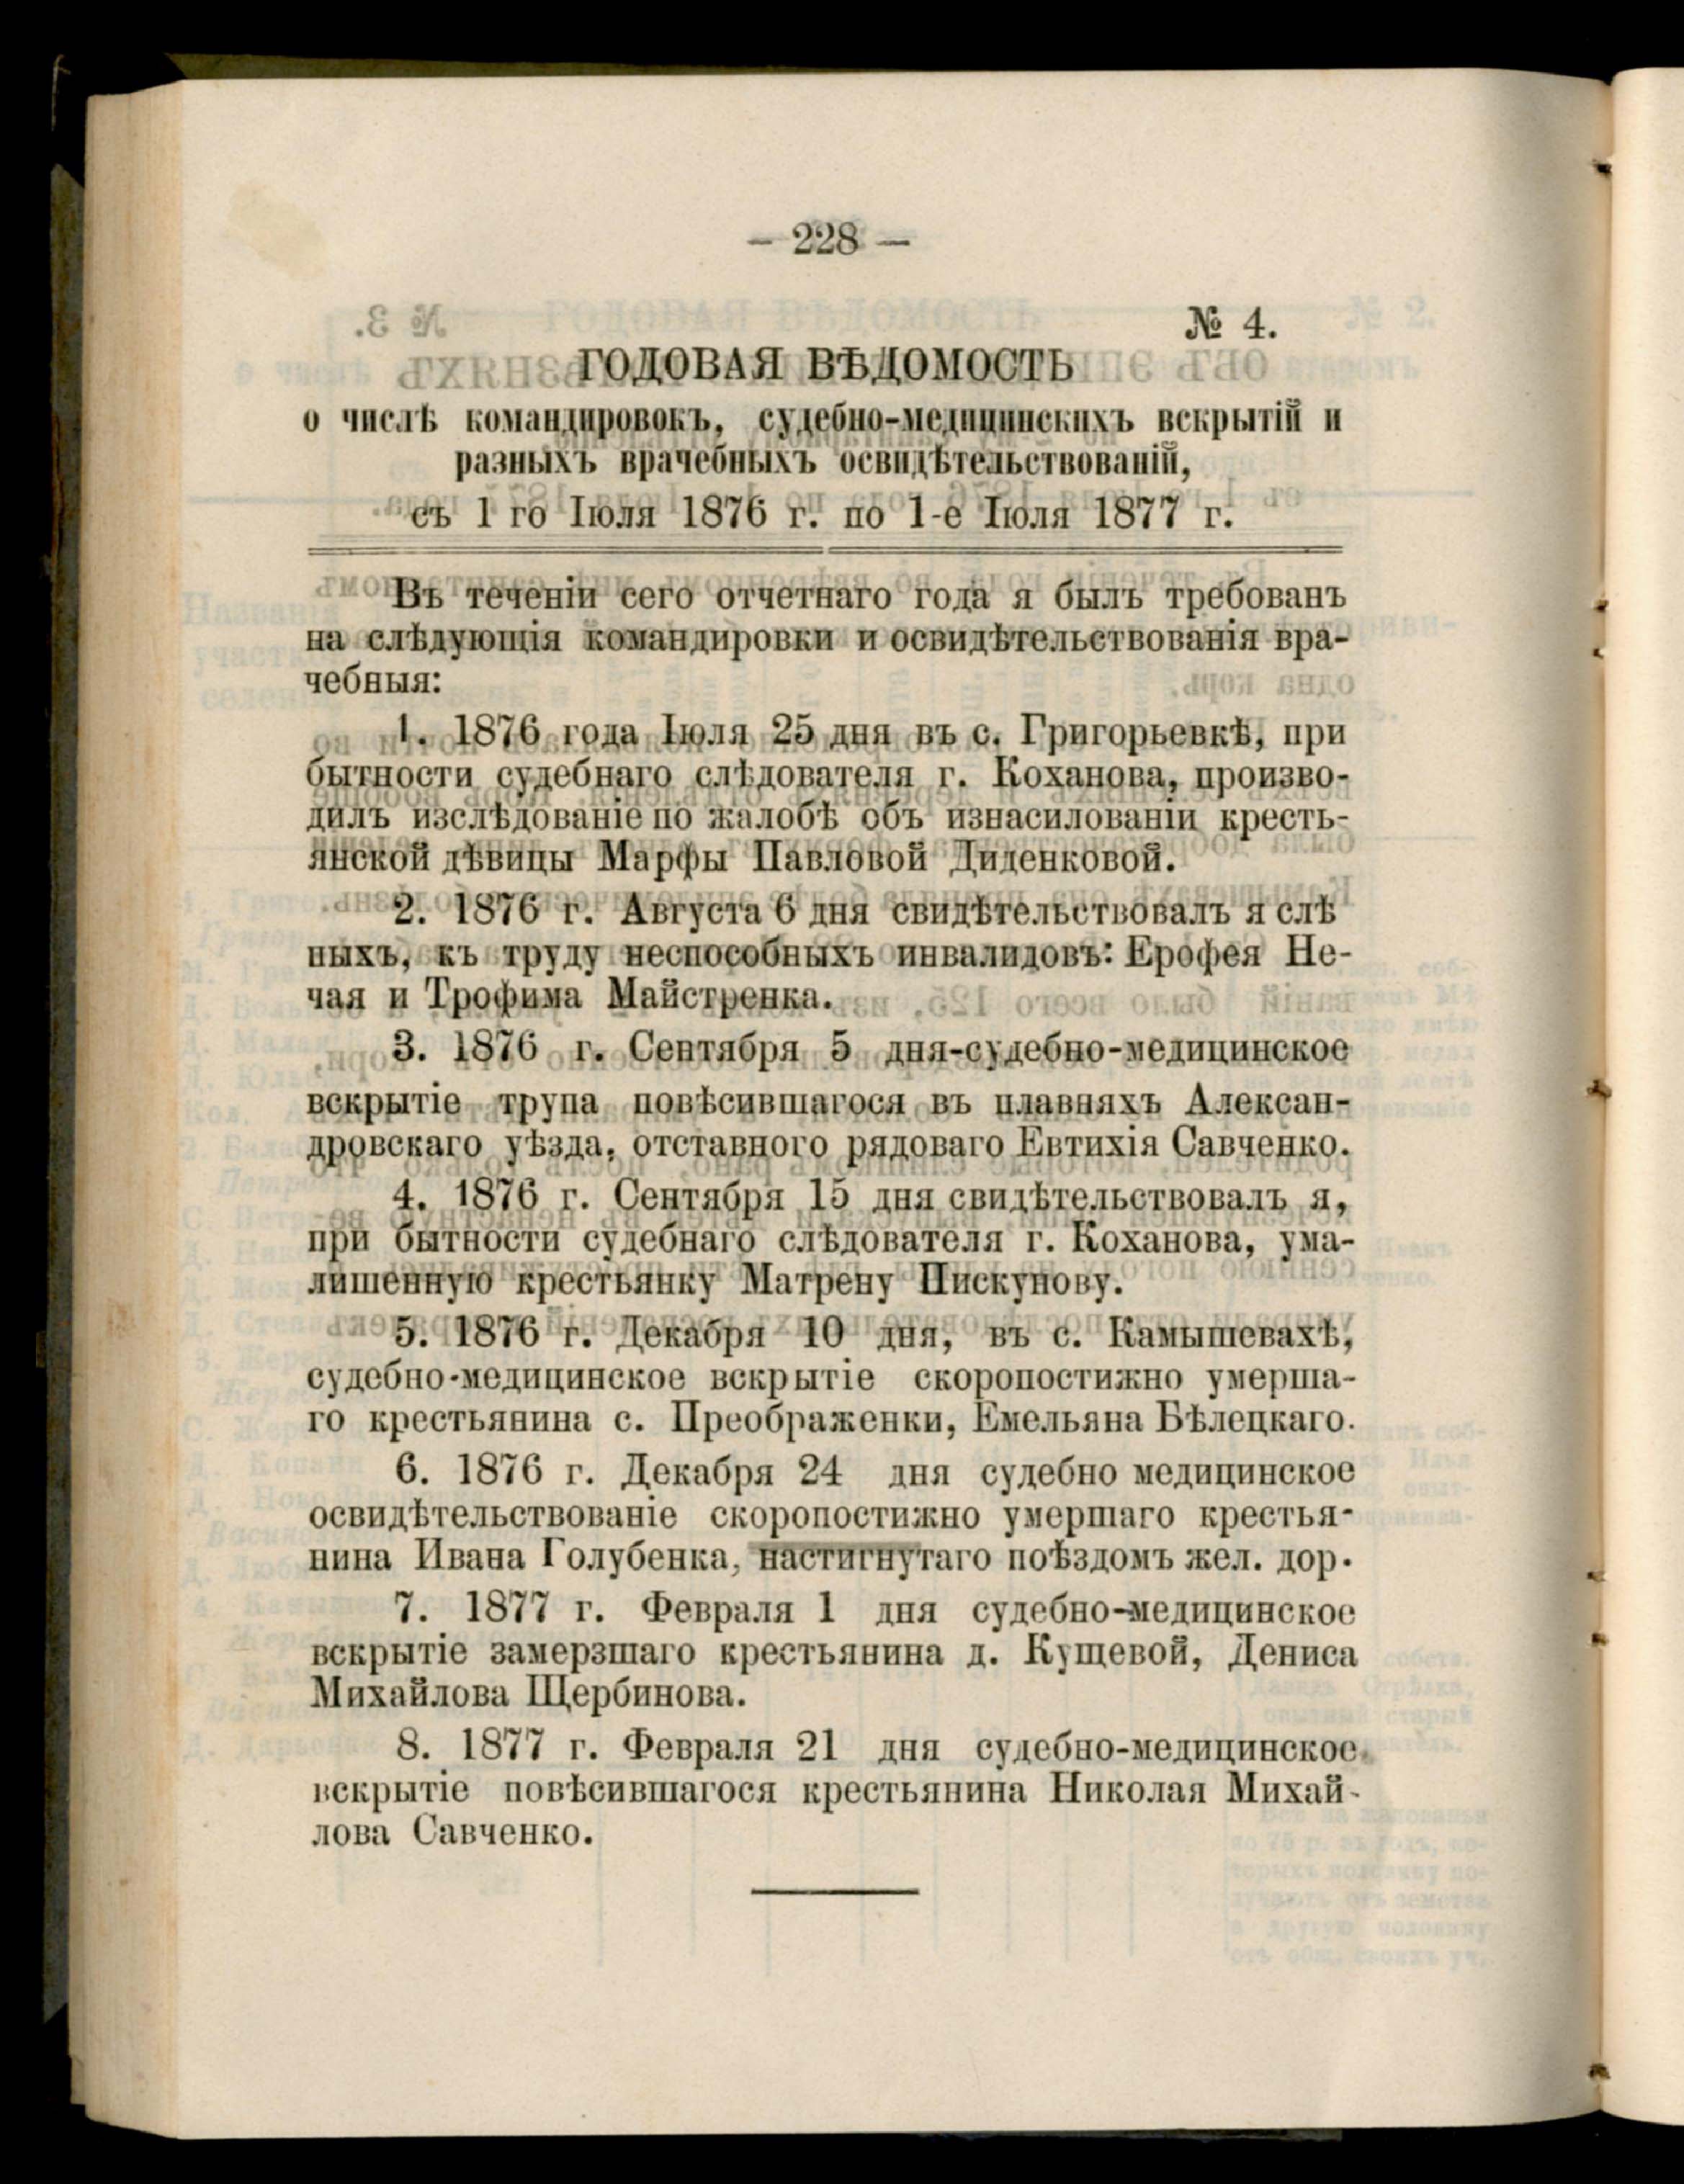 — 228 —
№ 4.
ГОДОВАЯ ВѢДОМОСТЬ
о числѣ командировокъ, судебно-медицинскихъ вскрытій и
разныхъ врачебныхъ освидѣтельствованій,
съ 1 го Іюля 1876 г. по 1-е Іюля 1877 г.
Въ теченіи сего отчетнаго года я былъ требованъ
на слѣдующія командировки и освидѣтельствованія вра-
чебныя:
1. 1876 года Іюля 25 дня въ с. Григорьевкѣ, при
бытности судебнаго слѣдователя г. Коханова, произво-
дилъ изслѣдованіе по жалобѣ объ изнасилованіи кресть-
янской дѣвицы Марфы Павловой Диденковой.
2. 1876 г. Августа 6 дня свидѣтельствовалъ я слѣ
ныхъ, къ труду неспособныхъ инвалидовъ: Ерофея Не-
чая и Трофима Майстренка.
3. 1876 г. Сентября 5 дня-судебно-медицинское
вскрытіе трупа повѣсившагося въ плавняхъ Алексан-
дровскаго уѣзда, отставного рядоваго Евтихія Савченко.
4. 1876 г. Сентября 15 дня свидѣтельствовалъ я,
при бытности судебнаго слѣдователя г. Коханова, ума-
лишенную крестьянку Матрену Пискунову.
5. 1876 г. Декабря 10 дня, въ с. Камышевахѣ,
судебно-медицинское вскрытіе скоропостижно умерша-
го крестьянина с. Преображенки, Емельяна Бѣлецкаго.
6. 1876 г. Декабря 24 дня судебно медицинское
освидѣтельствованіе скоропостижно умершаго крестья-
нина Ивана Голубенка, настигнутаго поѣздомъ жел. дор.
7. 1877 г. Февраля 1 дня судебно-медицинское
вскрытіе замерзшаго крестьянина д. Кущевой, Дениса
Михайлова Щербинова.
8. 1877 г. Февраля 21 дня судебно-медицинское
вскрытіе повѣсившагося крестьянина Николая Михай-
лова Савченко.